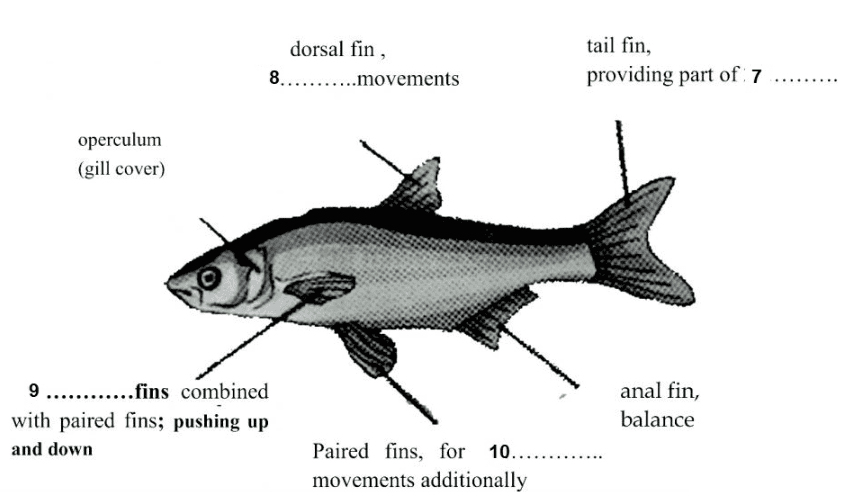 dorsal fin ,
8………..movements
tail fin,
providing part of 7 ………
operculum
(gill cover)
9 …………fins combined
with paired fins; pushing up
and down
Paired fins, for 10…………..
movements additionally
anal fin,
balance